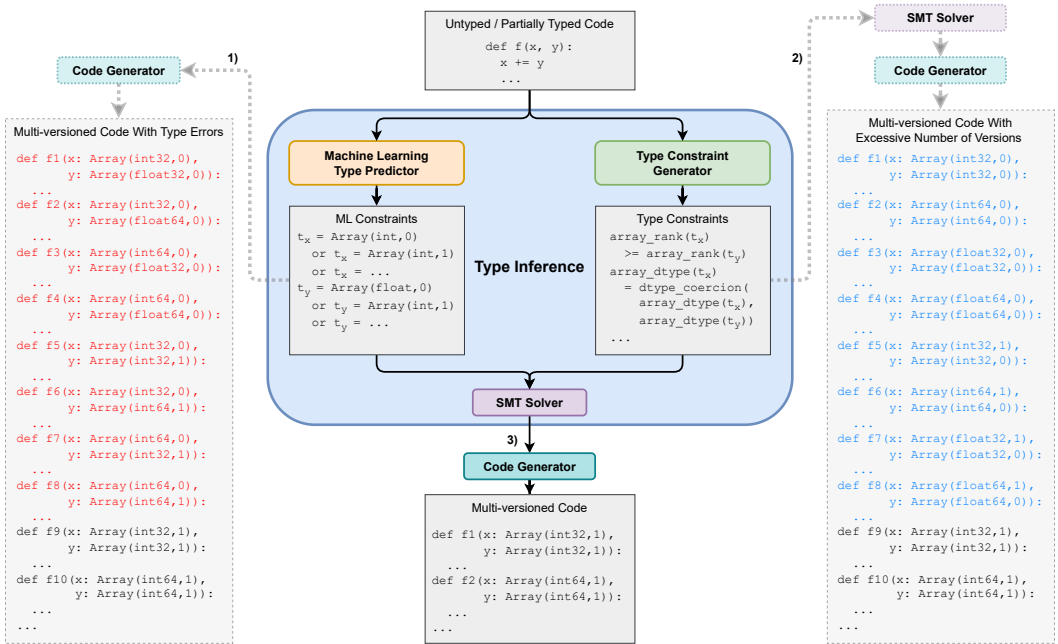 Untyped / Partially Typed Code
def f(x, y):
x += y
...
1)
Code Generator
Multi-versioned Code With Type Errors
def f1(x: Array(int32,0),
y: Array(float32,0)):
...
def f2(x: Array(int32,0),
y: Array(float64,0)):
...
def f3(x: Array(int64,0),
y: Array(float32,0)):
...
def f4(x: Array(int64,0),
y: Array(float64,0)):
...
def f5(x: Array(int32,0),
y: Array(int32,1)):
...
def f6(x: Array(int32,0),
y: Array(int64,1)):
...
def f7(x: Array(int64,0),
y: Array(int32,1)):
...
def f8(x: Array(int64,0),
y: Array(int64,1)):
...
def f9(x: Array(int32,1),
y: Array(int32,1)):
...
def f10(x: Array(int64,1),
y: Array(int64,1)):
...
...
Machine Learning
Type Predictor
ML Constraints
tx = Array(int,0)
or tx = Array(int,1)
or tx = ...
ty = Array(float,0)
or ty = Array(int,1)
or ty = ...
Type Inference
Type Constraint
Generator
Type Constraints
array_rank(tx)
>= array_rank(ty)
array_dtype(tx)
= dtype_coercion(
array_dtype(tx),
array_dtype(ty))
...
SMT Solver
3)
Code Generator
Multi-versioned Code
def f1(x: Array(int32,1),
y: Array(int32,1)):
...
def f2(x: Array(int64,1),
y: Array(int64,1)):
...
...
2)
SMT Solver
Code Generator
Multi-versioned Code With
Excessive Number of Versions
def f1(x: Array(int32,0),
y: Array(int32,0)):
...
def f2(x: Array(int64,0),
y: Array(int64,0)):
...
def f3(x: Array(float32,0),
y: Array(float32,0)):
...
def f4(x: Array(float64,0),
y: Array(float64,0)):
...
def f5(x: Array(int32,1),
y: Array(int32,0)):
...
def f6(x: Array(int64,1),
y: Array(int64,0)):
...
def f7(x: Array(float32,1),
y: Array(float32,0)):
...
def f8(x: Array(float64,1),
y: Array(float64,0)):
...
def f9(x: Array(int32,1),
y: Array(int32,1)):
...
def f10(x: Array(int64,1),
y: Array(int64,1)):
...
...